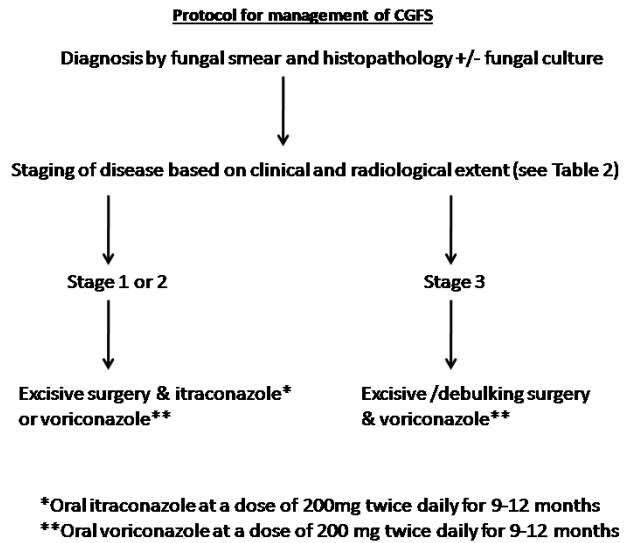 Protocol for management of CGFS
Diagnosis by fungal smear and histopathology +/- fungal culture
Staging of disease based on clinical and radiological extent (see Table 2)
Stage 1 or 2
Stage 3
Excisive surgery & itraconazole*
or voriconazole**
Excisive /debulking surgery
& voriconazole**
*Oral itraconazole at a dose of 200mg twice daily for 9-12 months
**Oral voriconazole at a dose of 200 mg twice daily for 9-12 months